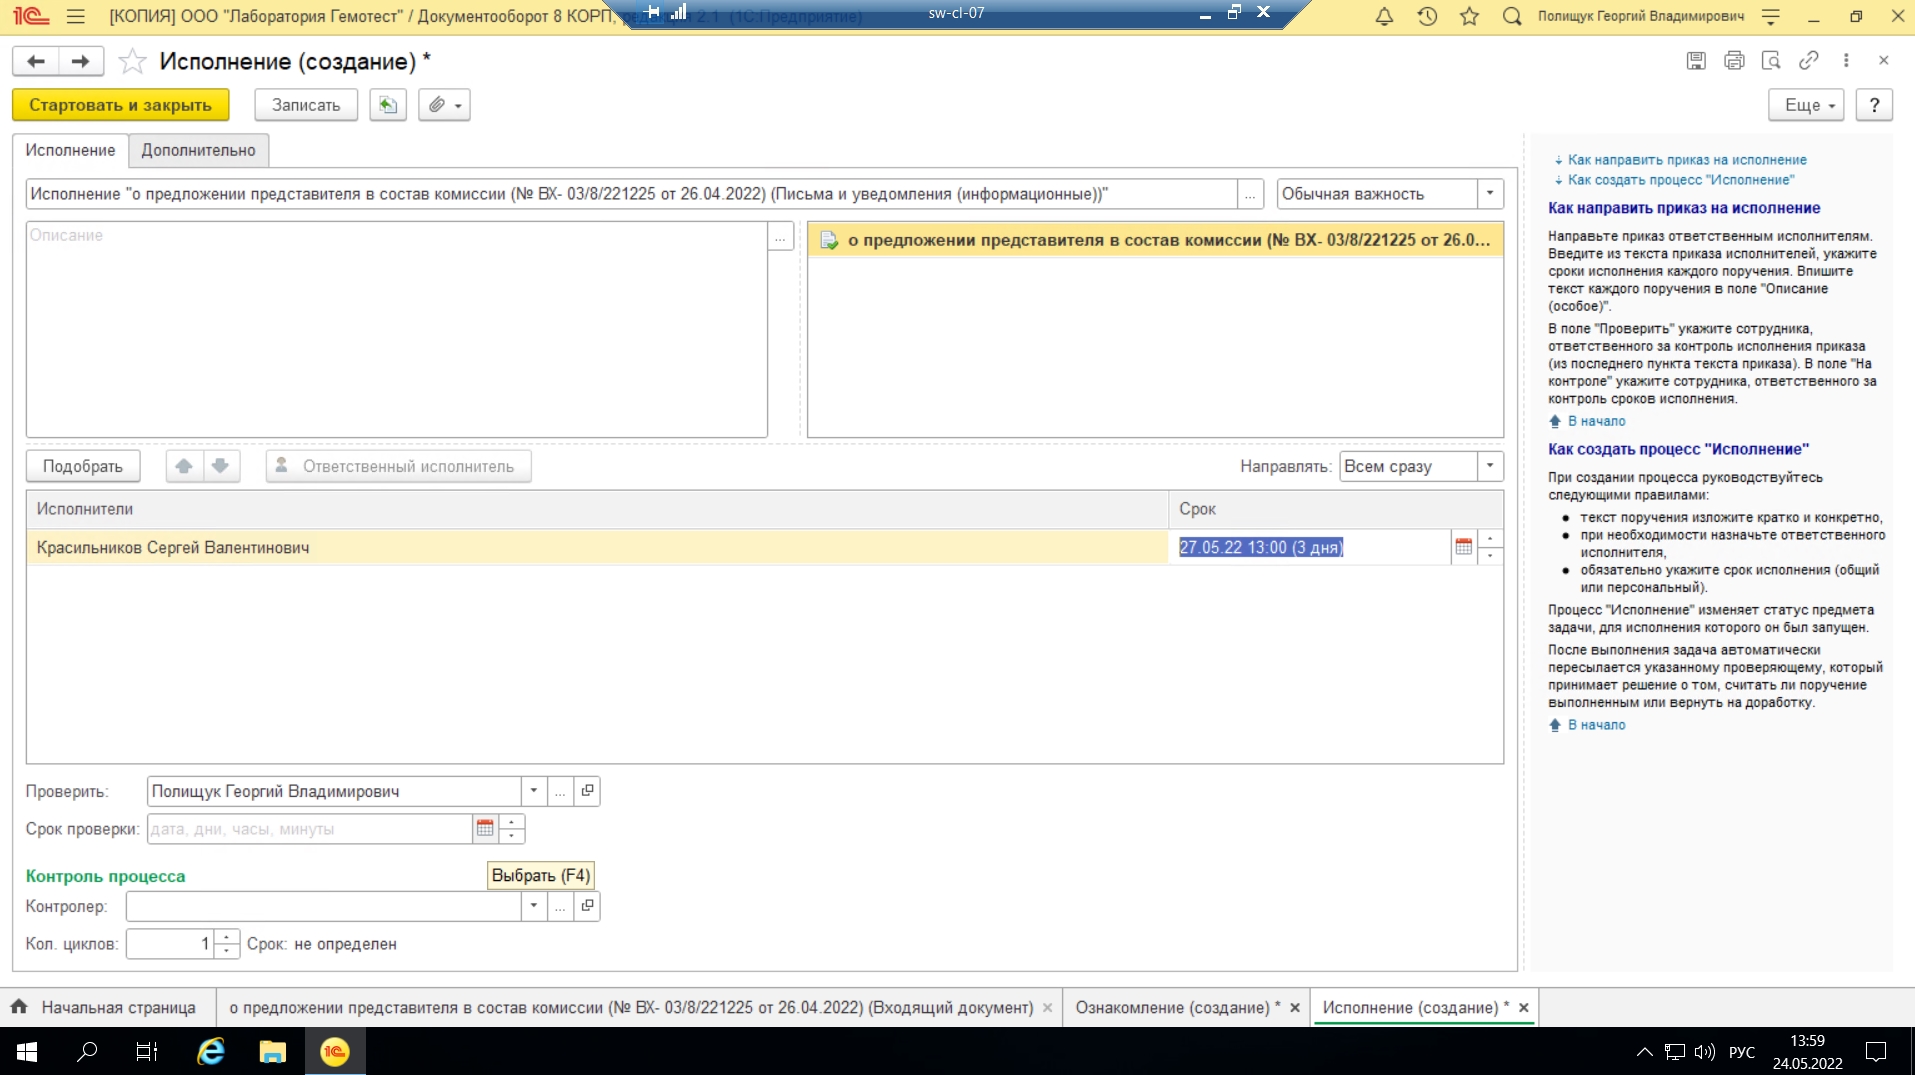 [КОПИЯ] ООО "Лаборатория Гемотест" / Документооборот 8 КОРП, редакция 2.1 (1С:Предприятие)
sw-cl-07
Полищук Георгий Владимирович
Исполнение (создание) *
Стартовать и закрыть
Записать
Еще
?
Исполнение
Дополнительно
Исполнение "о предложении представителя в состав комиссии (№ ВХ- 03/8/221225 от 26.04.2022) (Письма и уведомления (информационные))"
...
Обычная важность
Описание
...
о предложении представителя в состав комиссии (№ ВХ- 03/8/221225 от 26.0...
Подобрать
Ответственный исполнитель
Направлять:
Всем сразу
Исполнители
Срок
Красильников Сергей Валентинович
27.05.22 13:00 (3 дня)
Проверить:
Полищук Георгий Владимирович
...
Срок проверки:
дата, дни, часы, минуты
Контроль процесса
Выбрать (F4)
Контролер:
...
Кол. циклов:
1
Срок: не определен
Как направить приказ на исполнение
Как создать процесс "Исполнение"
Как направить приказ на исполнение
Направьте приказ ответственным исполнителям.
Введите из текста приказа исполнителей, укажите
сроки исполнения каждого поручения. Впишите
текст каждого поручения в поле "Описание
(особое)".
В поле "Проверить" укажите сотрудника,
ответственного за контроль исполнения приказа
(из последнего пункта текста приказа). В поле "На
контроле" укажите сотрудника, ответственного за
контроль сроков исполнения.
В начало
Как создать процесс "Исполнение"
При создании процесса руководствуйтесь
следующими правилами:
● текст поручения изложите кратко и конкретно,
● при необходимости назначьте ответственного
исполнителя,
● обязательно укажите срок исполнения (общий
или персональный).
Процесс "Исполнение" изменяет статус предмета
задачи, для исполнения которого он был запущен.
После выполнения задача автоматически
пересылается указанному проверяющему, который
принимает решение о том, считать ли поручение
выполненным или вернуть на доработку.
В начало
Начальная страница
о предложении представителя в состав комиссии (№ ВХ- 03/8/221225 от 26.04.2022) (Входящий документ)
Ознакомление (создание) *
Исполнение (создание) *
РУС
13:59
24.05.2022